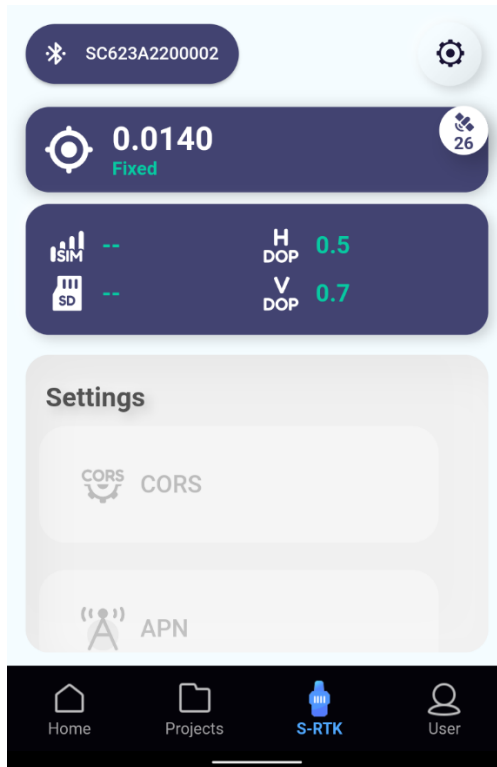 SC623A2200002
0.0140
Fixed
26
SIM --
H DOP 0.5
SD --
V DOP 0.7
Settings
CORS CORS
APN
Home Projects S-RTK User